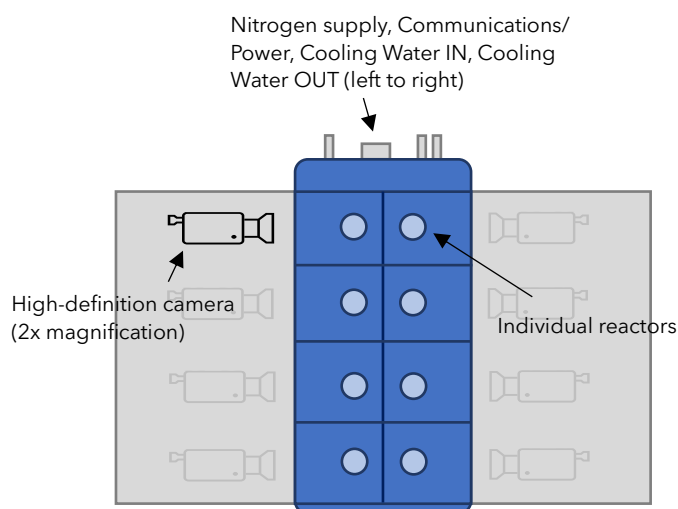 Nitrogen supply, Communications/
Power, Cooling Water IN, Cooling
Water OUT (left to right)
High-definition camera
(2x magnification)
Individual reactors